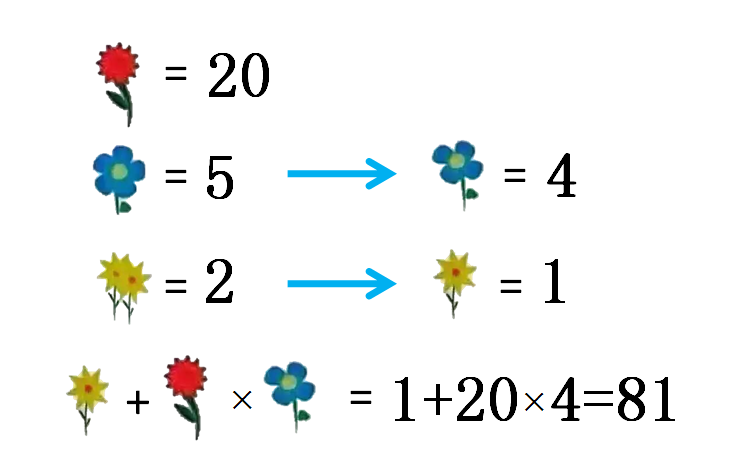 = 20
= 5 = 4
= 2 = 1
+ × = 1+20×4=81